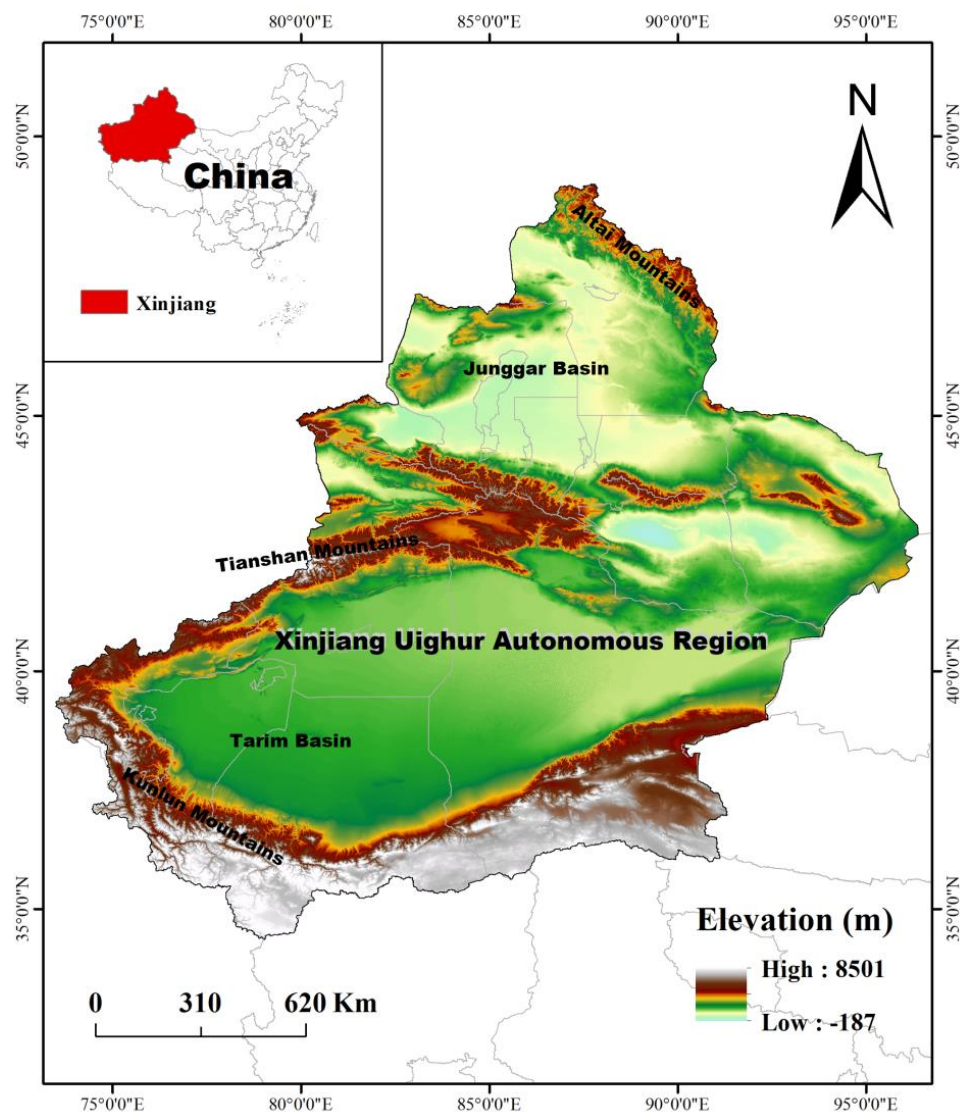 75°0'0"E 80°0'0"E 85°0'0"E 90°0'0"E 95°0'0"E
China
Xinjiang
N
50°0'0"N
50°0'0"N
Altai Mountains
Junggar Basin
45°0'0"N
45°0'0"N
Tianshan Mountains
Xinjiang Uighur Autonomous Region
40°0'0"N
40°0'0"N
Tarim Basin
Kunlun Mountains
35°0'0"N
35°0'0"N
Elevation (m)
High : 8501
Low : -187
0 310 620 Km
75°0'0"E 80°0'0"E 85°0'0"E 90°0'0"E 95°0'0"E